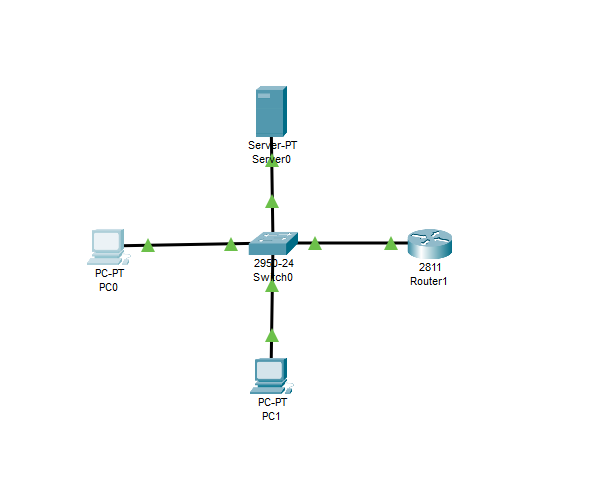 Server-PT
Server0
PC-PT
PC0
2950-24
Switch0
2811
Router1
PC-PT
PC1